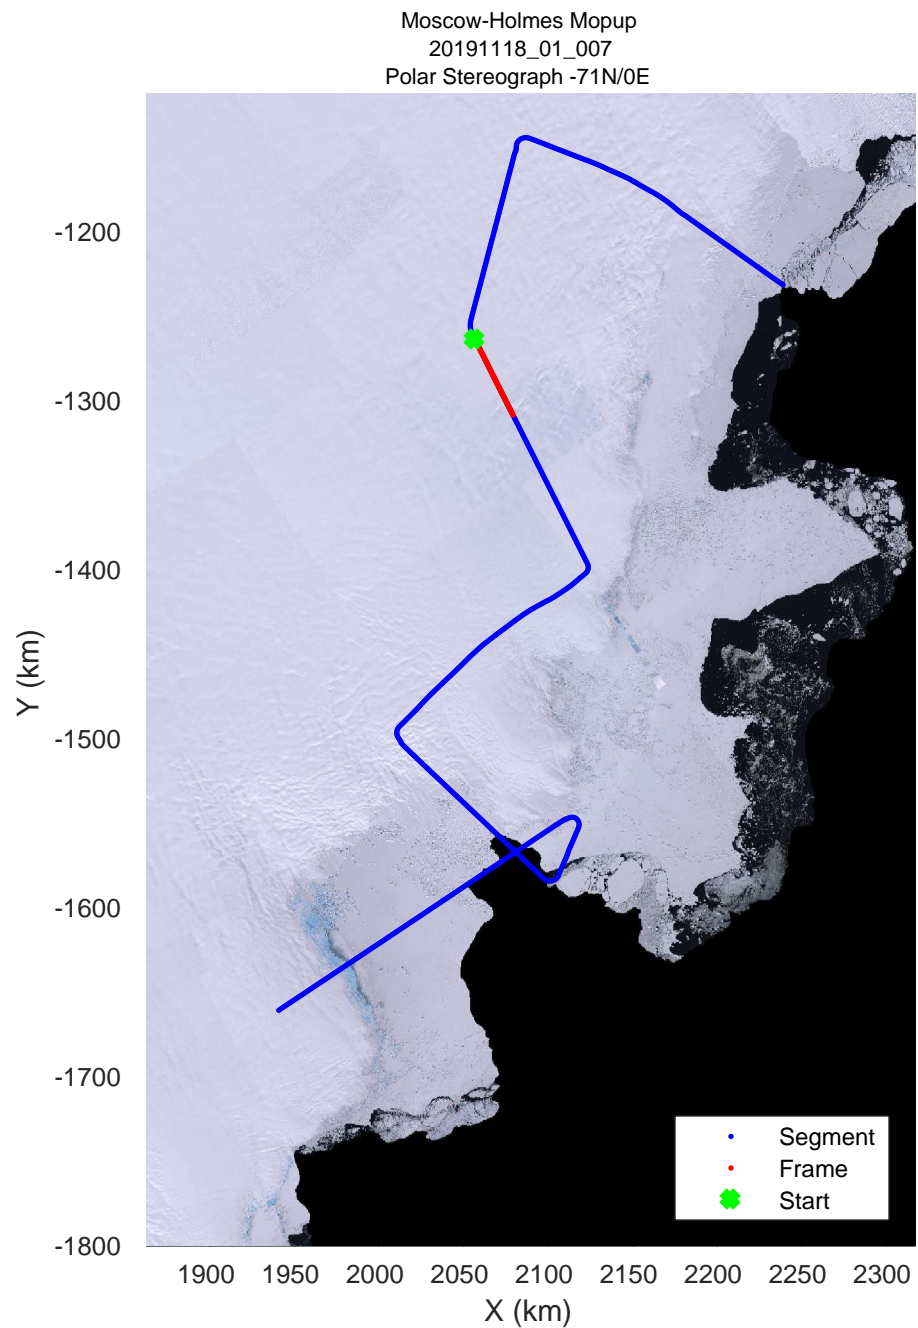 Moscow-Holmes Mopup
20191118_01_007
Polar Stereograph -71N/0E
-1200
-1300
-1400
-1500
-1600
-1700
-1800
Y (km)
1900
1950
2000
2050
2100
2150
2200
2250
2300
X (km)
Segment
Frame
Start